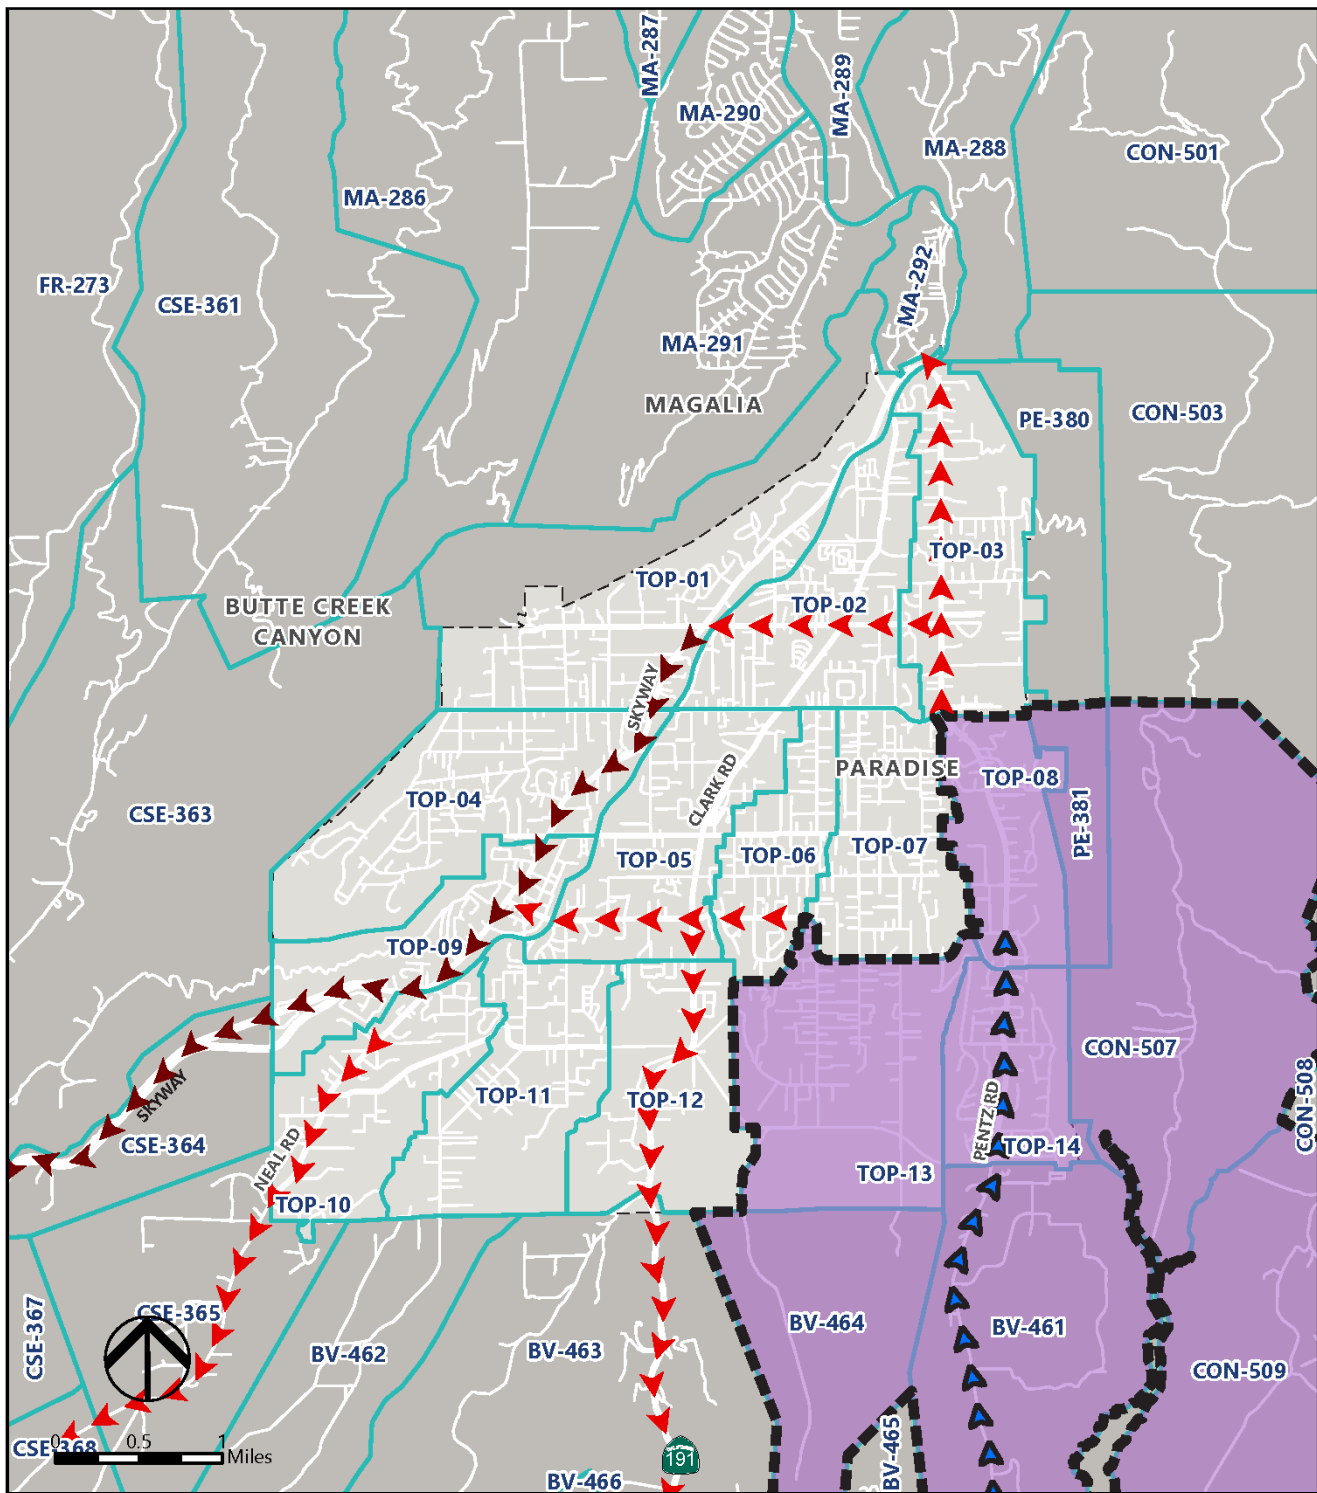 MA-287
MA-289
MA-290
MA-288
CON-501
MA-286
FR-273
CSE-361
MA-292
MA-291
MAGALIA
PE-380
CON-503
TOP-03
TOP-01
TOP-02
BUTTE CREEK
CANYON
SKYWAY
PARADISE
TOP-08
CLARK RD
TOP-04
CSE-363
PE-381
TOP-05
TOP-06
TOP-07
TOP-09
CON-507
SKYWAY
TOP-11
TOP-12
PENTZ RD
CON-508
CSE-364
TOP-14
NEAL RD
TOP-13
TOP-10
CSE-367
CSE-365
BV-462
BV-463
BV-464
BV-461
CON-509
CSE-368
0 0.5 1
Miles
BV-465
191
BV-466